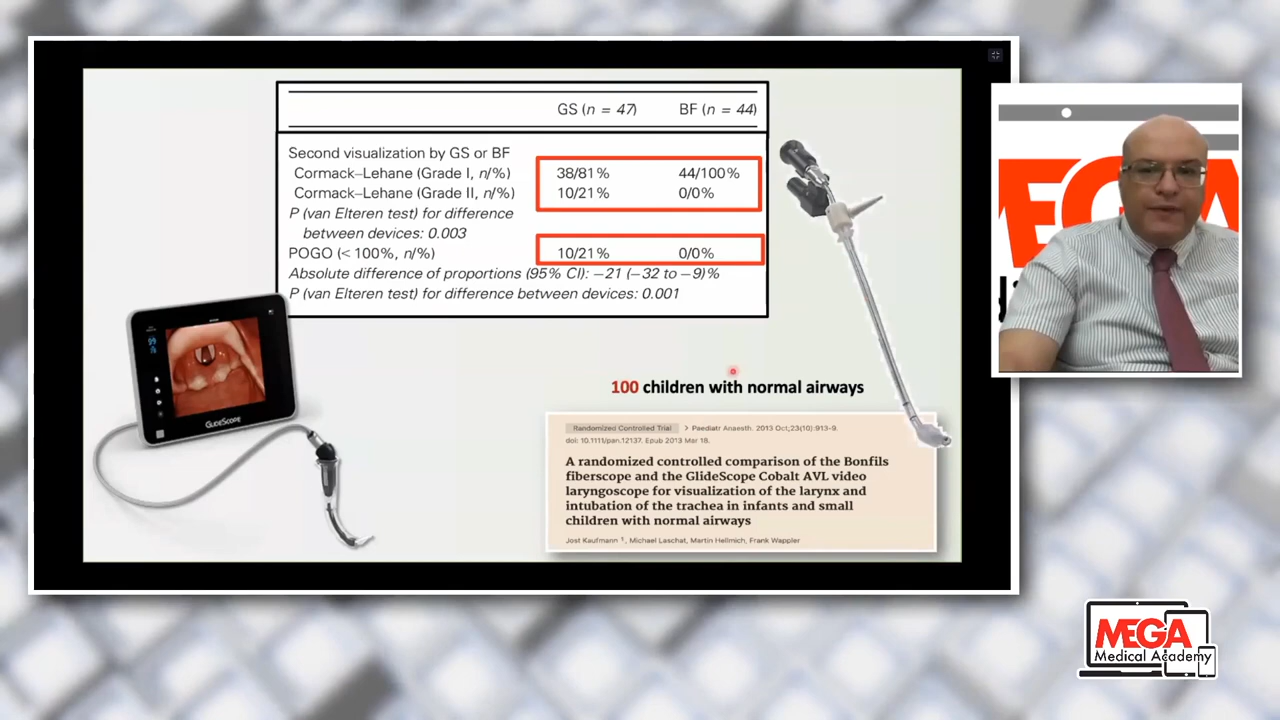 GS (n = 47) BF (n = 44)
Second visualization by GS or BF
Cormack–Lehane (Grade I, n/%) 38/81% 44/100%
Cormack–Lehane (Grade II, n/%) 10/21% 0/0%
P (van Elteren test) for difference
between devices: 0.003
POGO (< 100%, n/%) 10/21% 0/0%
Absolute difference of proportions (95% CI): −21 (−32 to −9)%
P (van Elteren test) for difference between devices: 0.001
GLIDESCOPE
100 children with normal airways
Randomized Controlled Trial > Paediatr Anaesth. 2013 Oct;23(10):913-9.
doi: 10.1111/pan.12137. Epub 2013 Mar 18.
A randomized controlled comparison of the Bonfils
fiberscope and the GlideScope Cobalt AVL video
laryngoscope for visualization of the larynx and
intubation of the trachea in infants and small
children with normal airways
Jost Kaufmann 1, Michael Laschat, Martin Hellmich, Frank Wappler
MEGA
Medical Academy